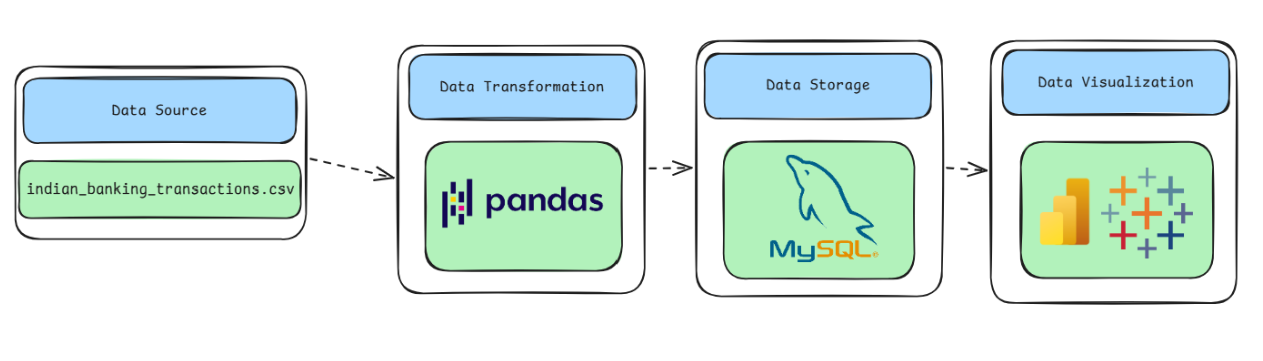 Data Source
indian_banking_transactions.csv
Data Transformation
pandas
Data Storage
MySQL®
Data Visualization